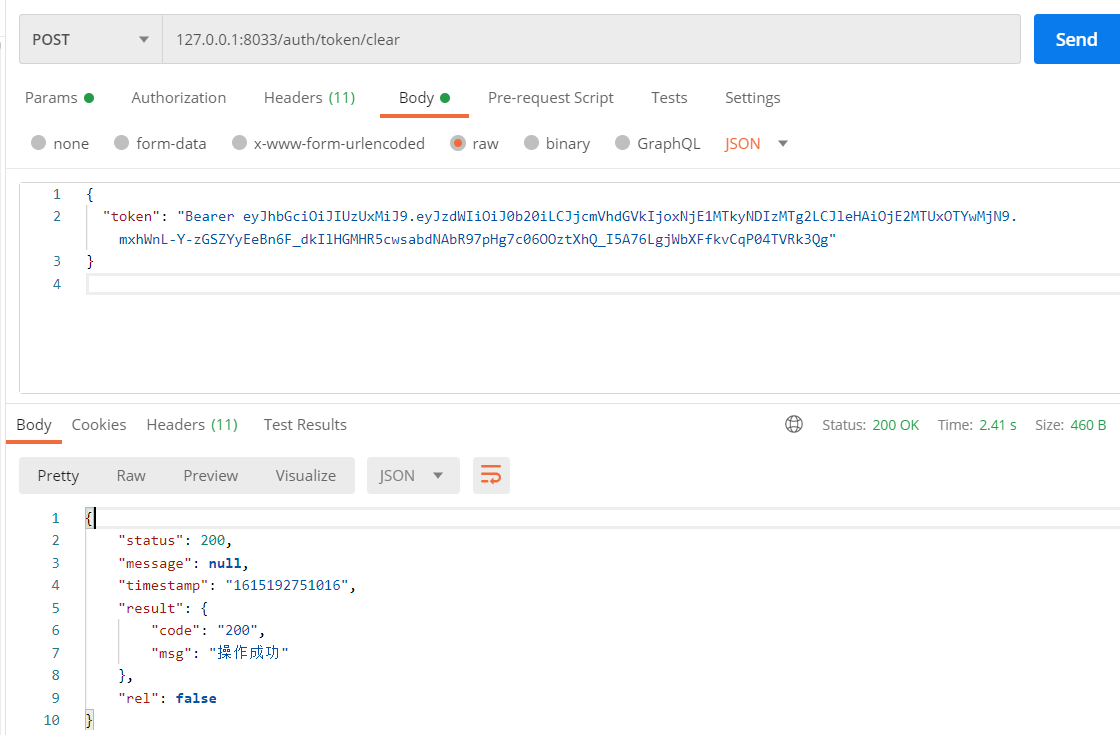 POST 127.0.0.1:8033/auth/token/clear Send
Params Authorization Headers (11) Body Pre-request Script Tests Settings
none form-data x-www-form-urlencoded raw binary GraphQL JSON
1 {
2 "token": "Bearer eyJhbGciOiJIUzUxMiJ9.eyJzdWIiOiJ0b20iLCJjcmVhdGVkIjoxNjE1MTkyNDIzMTg2LCJleHAiOjE2MTUxOTYwMjN9.
mxhWnL-Y-zGSZYyEeBn6F_dkIlHGMHR5cwsabdNAbR97pHg7c06OOztXhQ_I5A76LgjWbXFfkvCqP04TVRk3Qg"
3 }
4
Body Cookies Headers (11) Test Results Status: 200 OK Time: 2.41 s Size: 460 B
Pretty Raw Preview Visualize JSON
1 {
2 "status": 200,
3 "message": null,
4 "timestamp": "1615192751016",
5 "result": {
6 "code": "200",
7 "msg": "操作成功"
8 },
9 "rel": false
10 }